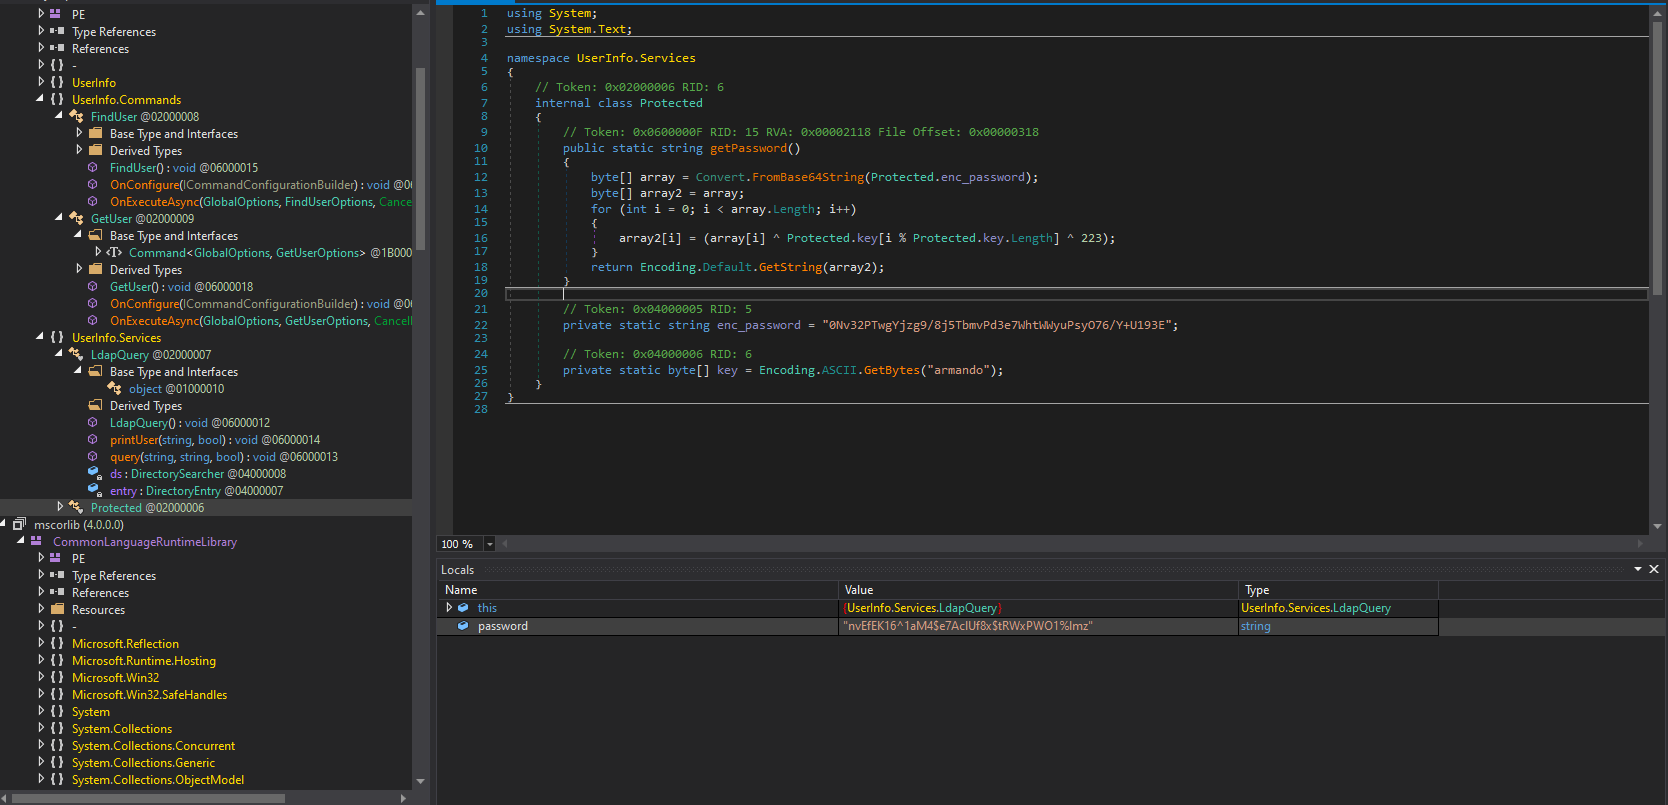 PE
Type References
References
-
UserInfo
UserInfo.Commands
FindUser @02000008
Base Type and Interfaces
Derived Types
FindUser() : void @06000015
OnConfigure(ICommandConfigurationBuilder) : void @0
OnExecuteAsync(GlobalOptions, FindUserOptions, Cance
GetUser @02000009
Base Type and Interfaces
Command<GlobalOptions, GetUserOptions> @1B000
Derived Types
GetUser() : void @06000018
OnConfigure(ICommandConfigurationBuilder) : void @0
OnExecuteAsync(GlobalOptions, GetUserOptions, Cancel
UserInfo.Services
LdapQuery @02000007
Base Type and Interfaces
object @01000010
Derived Types
LdapQuery() : void @06000012
printUser(string, bool) : void @06000014
query(string, string, bool) : void @06000013
ds : DirectorySearcher @04000008
entry : DirectoryEntry @04000007
Protected @02000006
mscorlib (4.0.0.0)
CommonLanguageRuntimeLibrary
PE
Type References
References
Resources
-
Microsoft.Reflection
Microsoft.Runtime.Hosting
Microsoft.Win32
Microsoft.Win32.SafeHandles
System
System.Collections
System.Collections.Concurrent
System.Collections.Generic
System.Collections.ObjectModel
1 using System;
2 using System.Text;
3
4 namespace UserInfo.Services
5 {
6 // Token: 0x02000006 RID: 6
7 internal class Protected
8 {
9 // Token: 0x0600000F RID: 15 RVA: 0x00002118 File Offset: 0x00000318
10 public static string getPassword()
11 {
12 byte[] array = Convert.FromBase64String(Protected.enc_password);
13 byte[] array2 = array;
14 for (int i = 0; i < array.Length; i++)
15 {
16 array2[i] = (array[i] ^ Protected.key[i % Protected.key.Length] ^ 223);
17 }
18 return Encoding.Default.GetString(array2);
19 }
20
21 // Token: 0x04000005 RID: 5
22 private static string enc_password = "0Nv32PTwgYjzg9/8j5TbmvPd3e7WhtWWyuPsyO76/Y+U193E";
23
24 // Token: 0x04000006 RID: 6
25 private static byte[] key = Encoding.ASCII.GetBytes("armando");
26 }
27 }
28
100 %
Locals
Name Value Type
this {UserInfo.Services.LdapQuery} UserInfo.Services.LdapQuery
password "nvEfEK16^1aM4$e7AclUf8x$tRWxPWO1%lmz" string